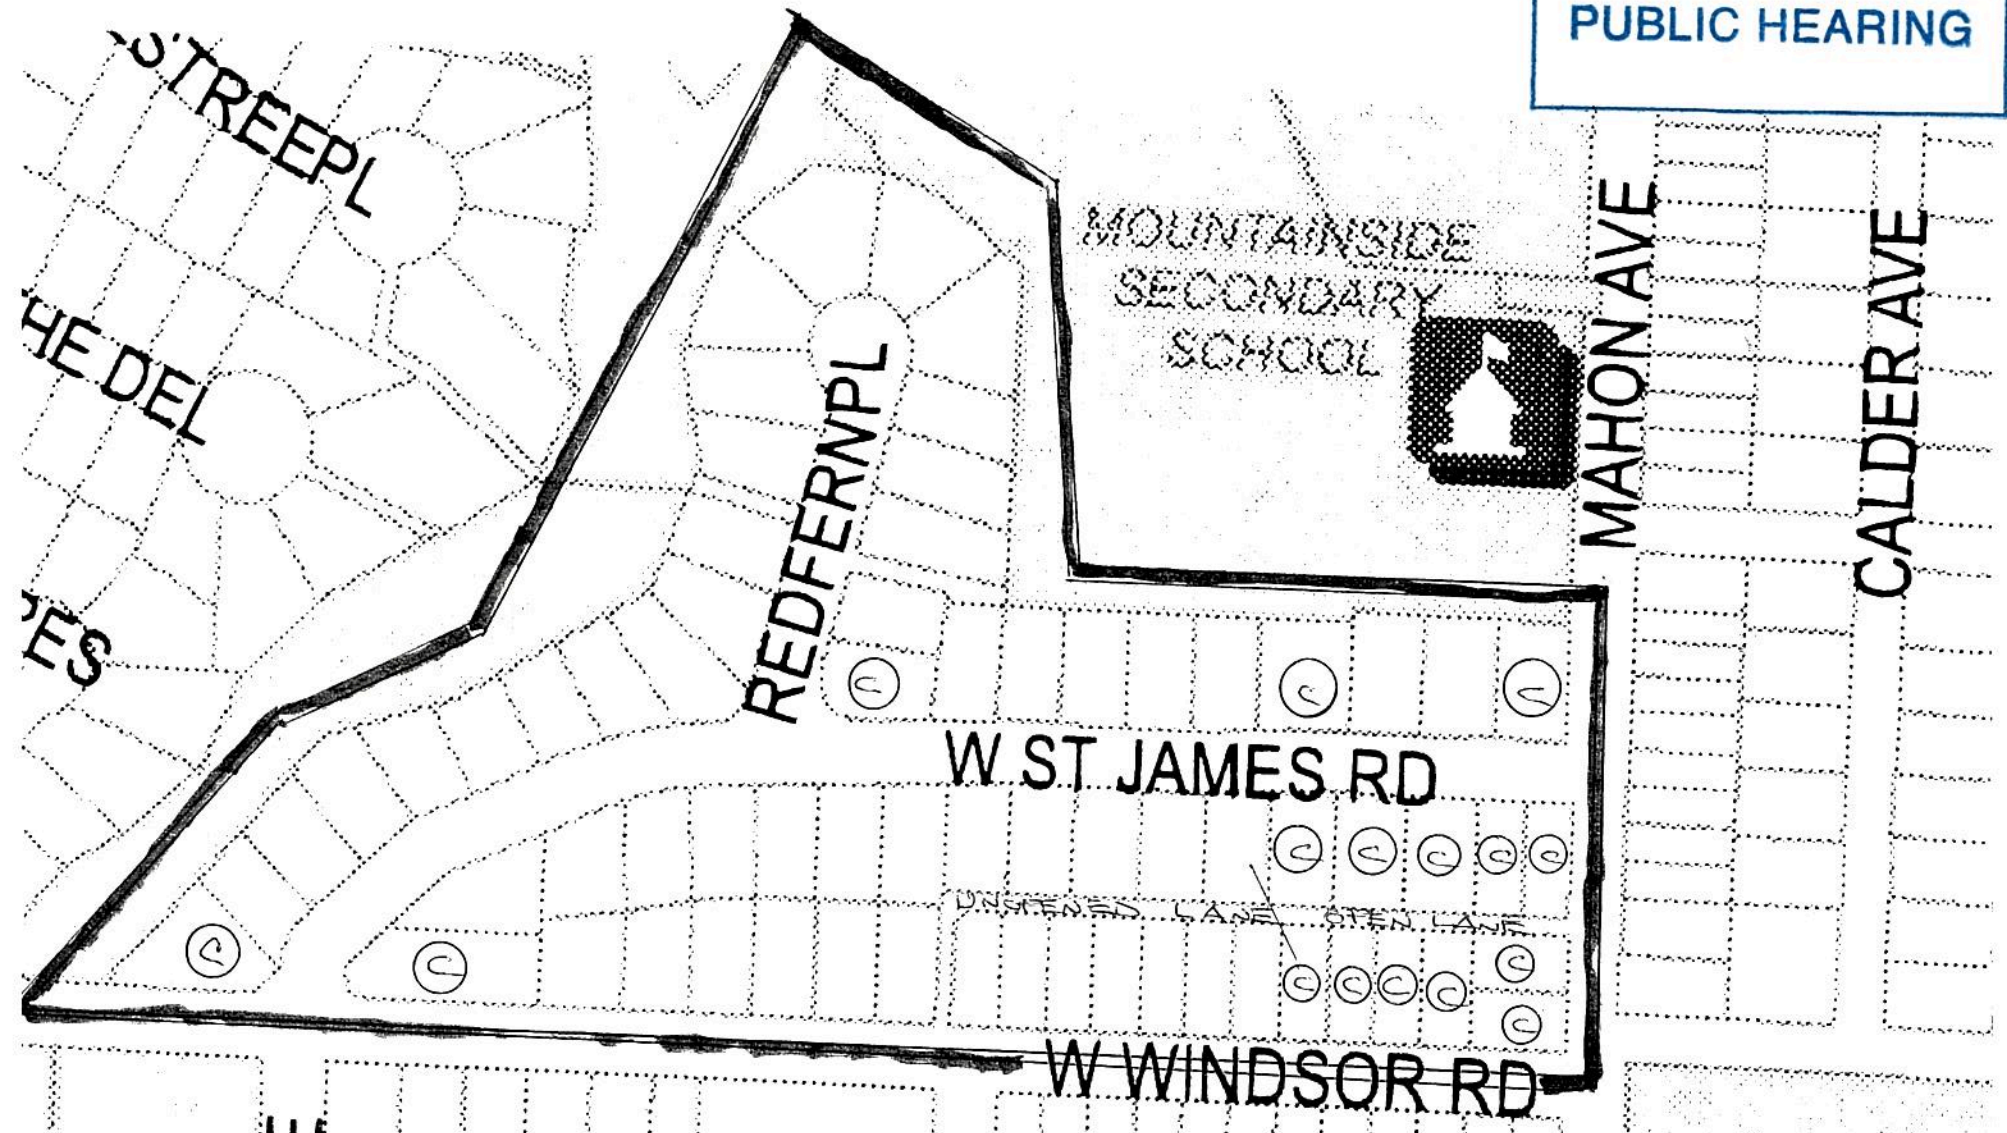 PUBLIC HEARING
STREEPL
HE DEL
PES
REDFERNPL
MOUNTAINSIDE
SECONDARY
SCHOOL
MAHON AVE
CALDER AVE
C C C
W ST JAMES RD
C C C C C
UNOPENED LANE OPEN LANE
C C C C C C C
C
W WINDSOR RD